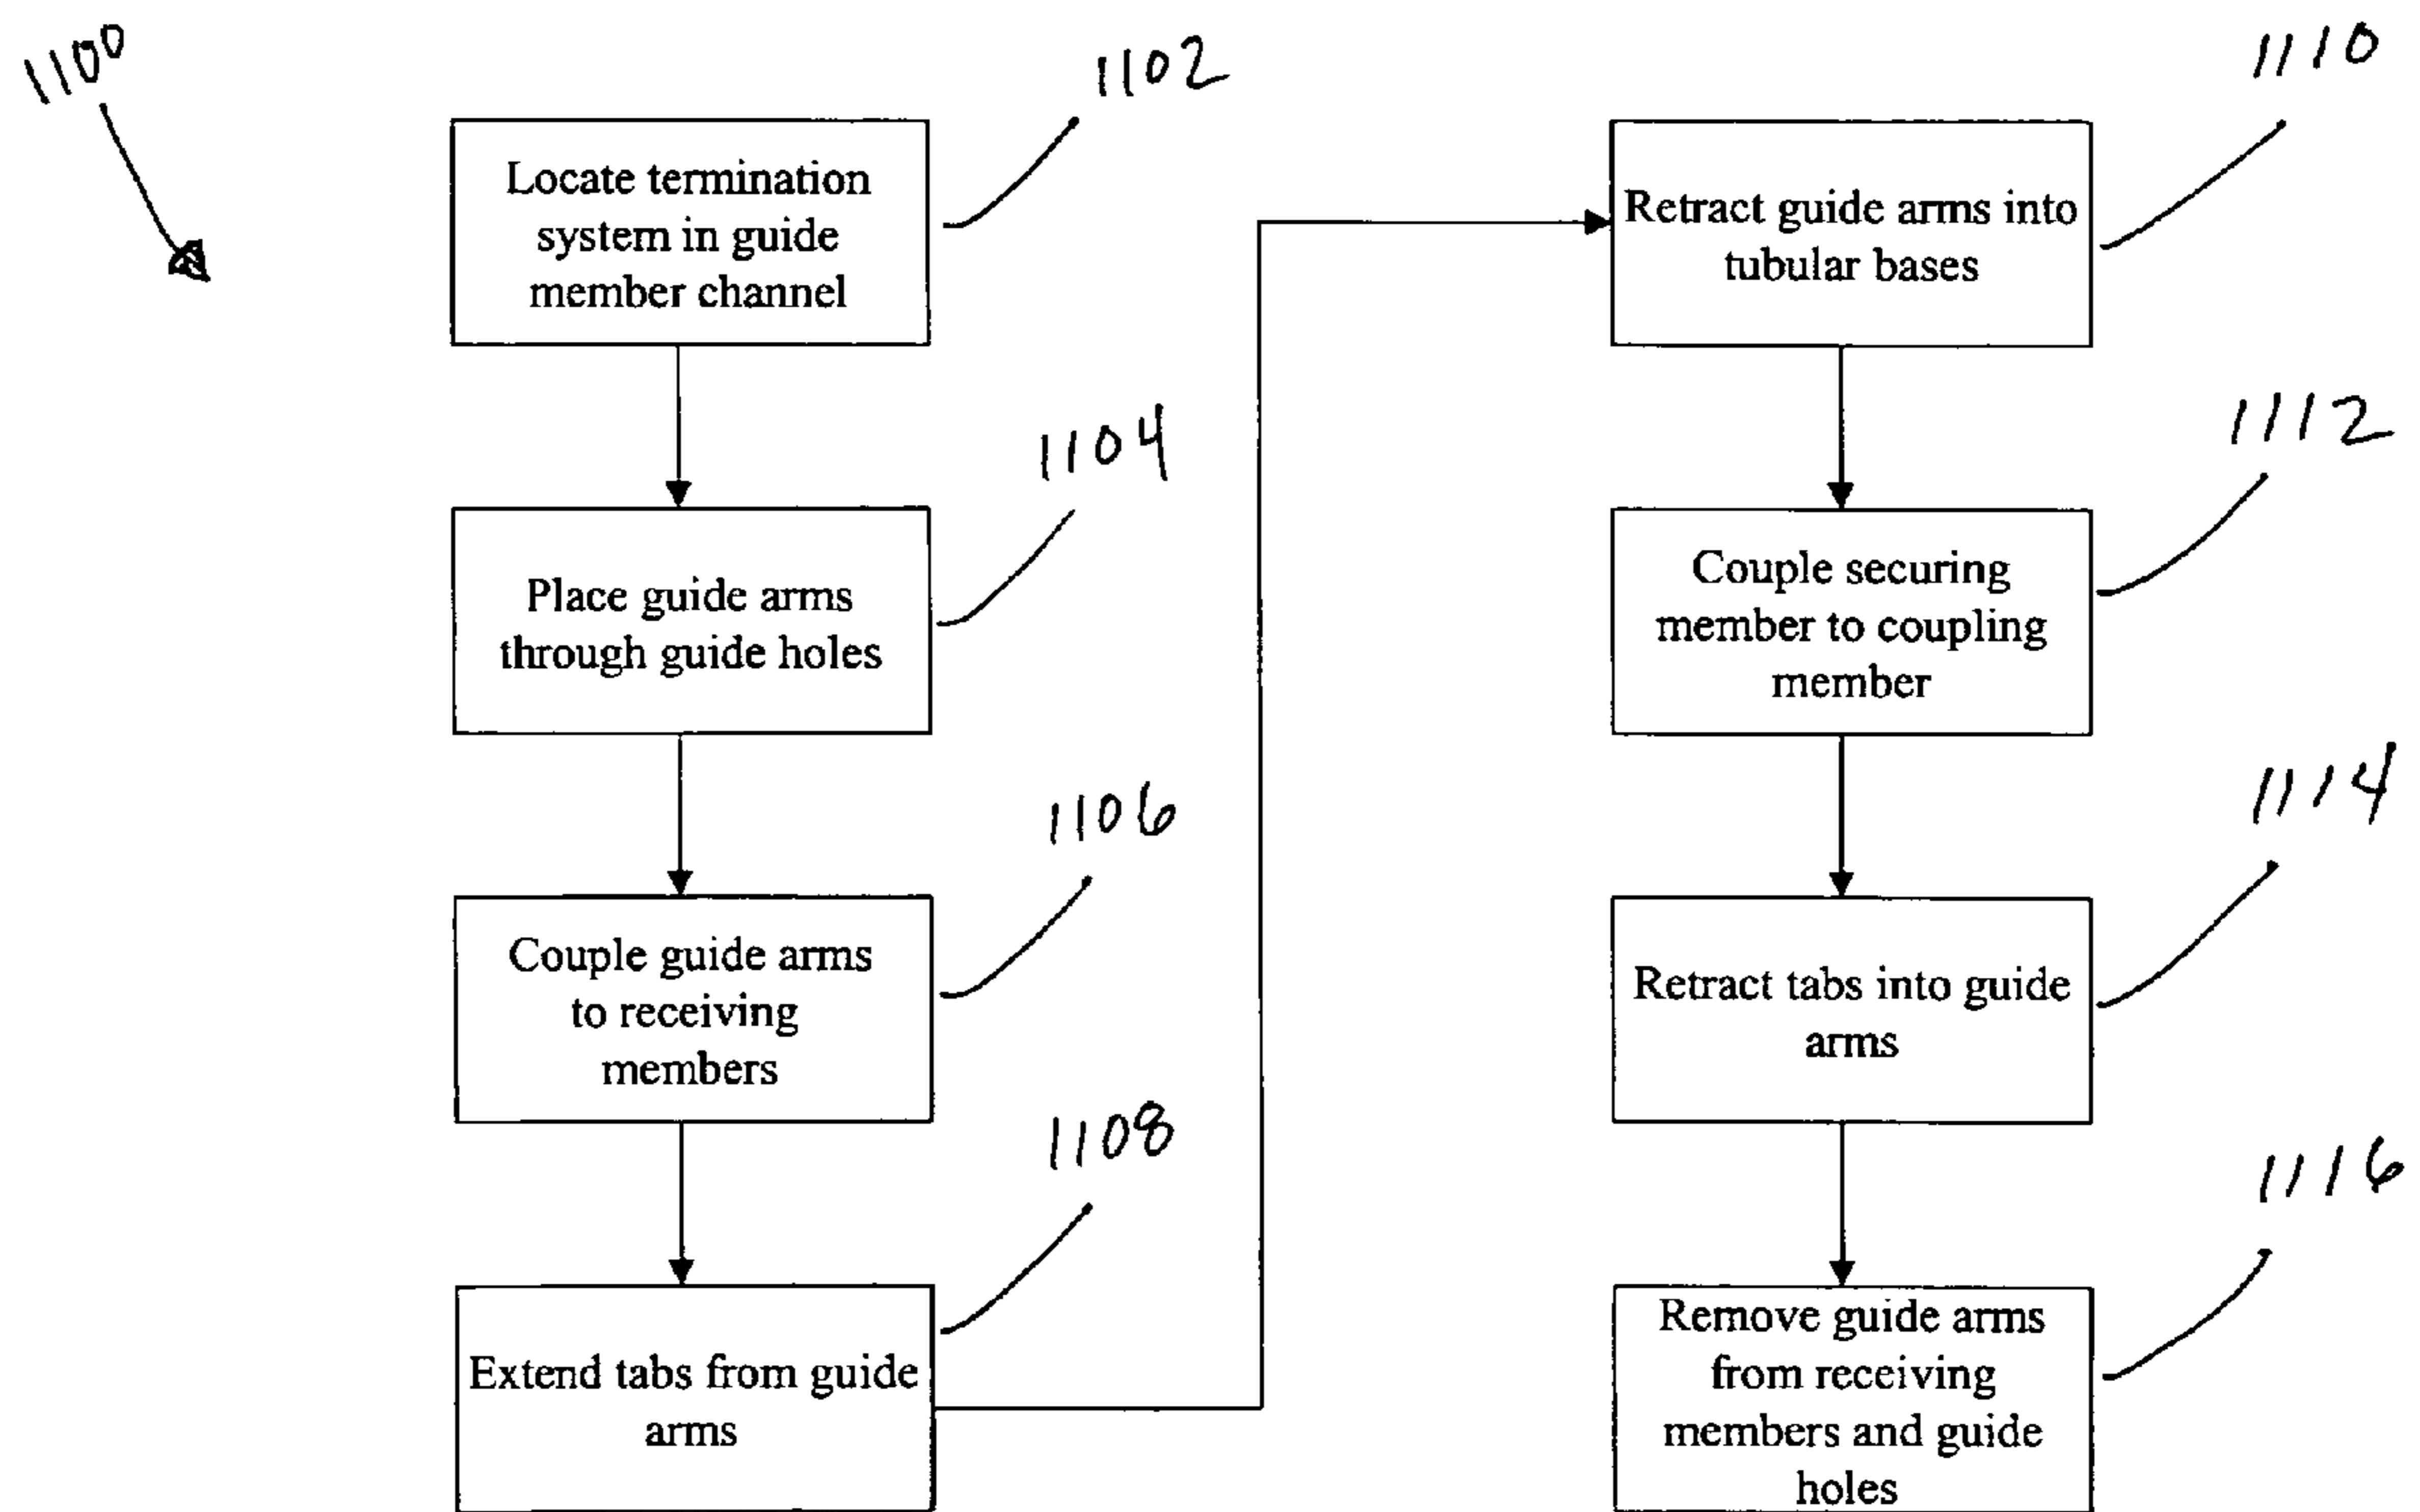 1100
1102
Locate termination
system in guide
member channel
1104
Place guide arms
through guide holes
1106
Couple guide arms
to receiving
members
1108
Extend tabs from guide
arms
1110
Retract guide arms into
tubular bases
1112
Couple securing
member to coupling
member
1114
Retract tabs into guide
arms
1116
Remove guide arms
from receiving
members and guide
holes